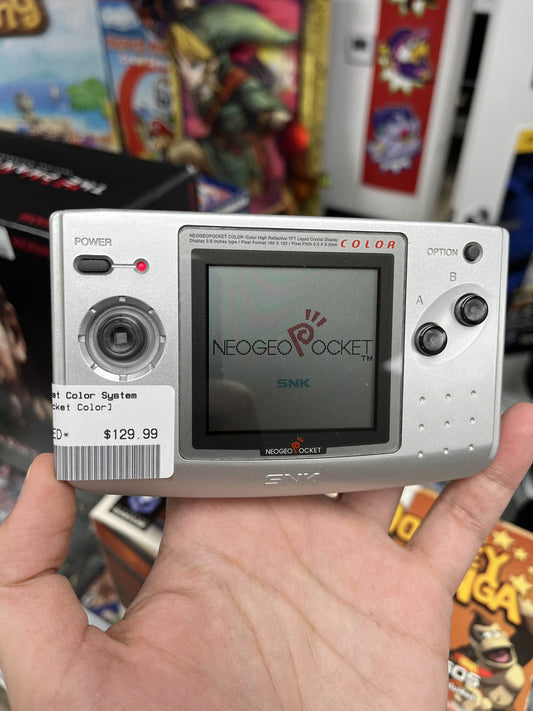 NEOGEOPOCKET COLOR-/Color High Reflective TFT Liquid Crystal Display
Display 2.6 inches type / Pixel Format 160 X 152 / Pixel Pitch 0.3 X 0.3mm
COLOR
POWER
OPTION
B
A
NEOGEOPOCKET
TM
SNK
et Color System
cket Color]
ED* $129.99
NEOGEOPOCKET
SNK